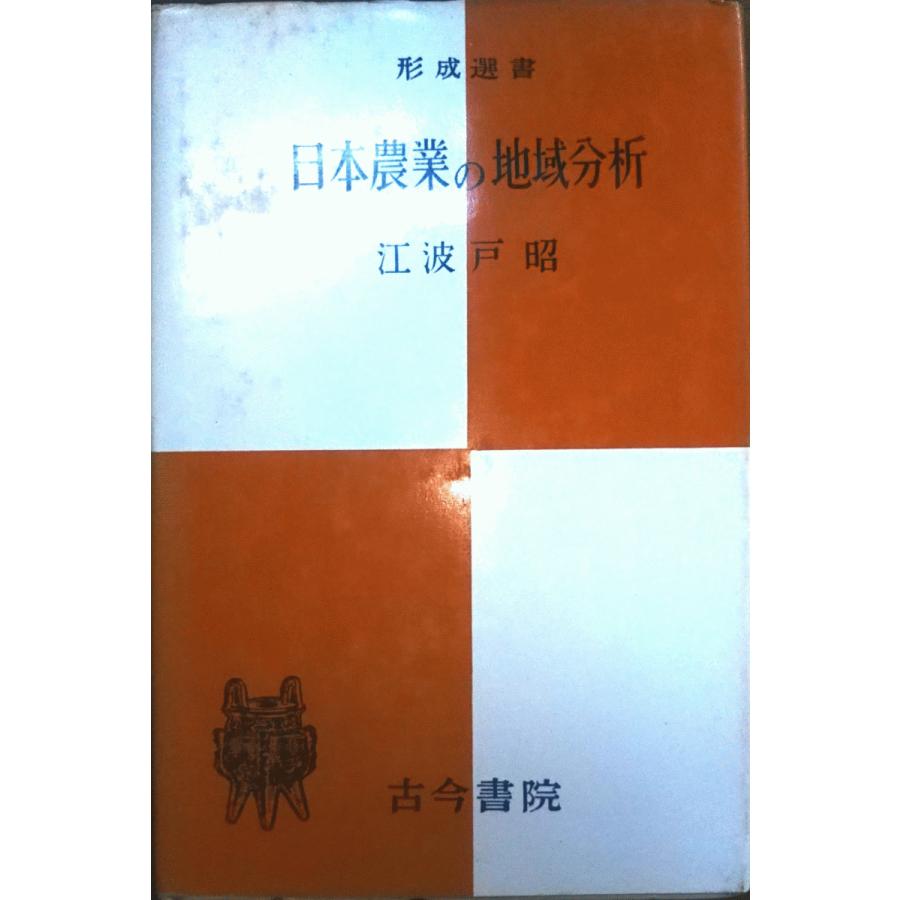 形成選書
日本農業の地域分析
江波戸昭
古今書院